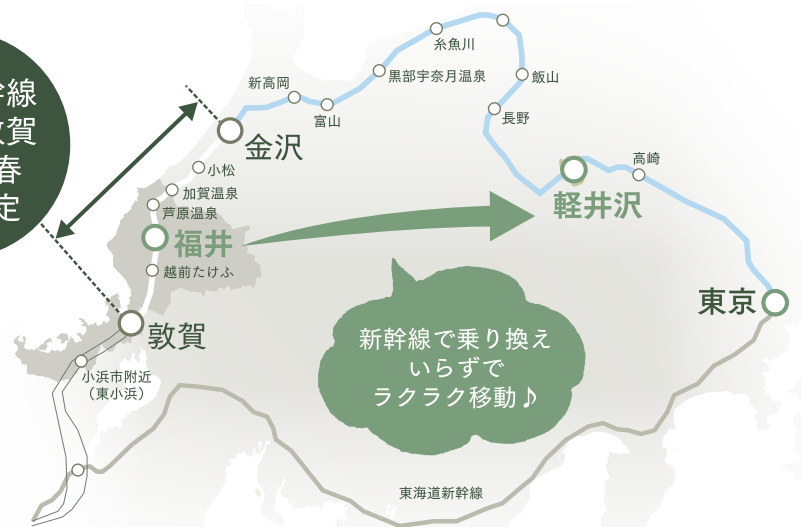 幹線
敦賀
春
定
糸魚川
黒部宇奈月温泉
飯山
新高岡
富山
長野
金沢
高崎
小松
加賀温泉
芦原温泉
軽井沢
福井
越前たけふ
東京
敦賀
新幹線で乗り換え
いらずで
ラクラク移動♪
小浜市附近
（東小浜）
東海道新幹線